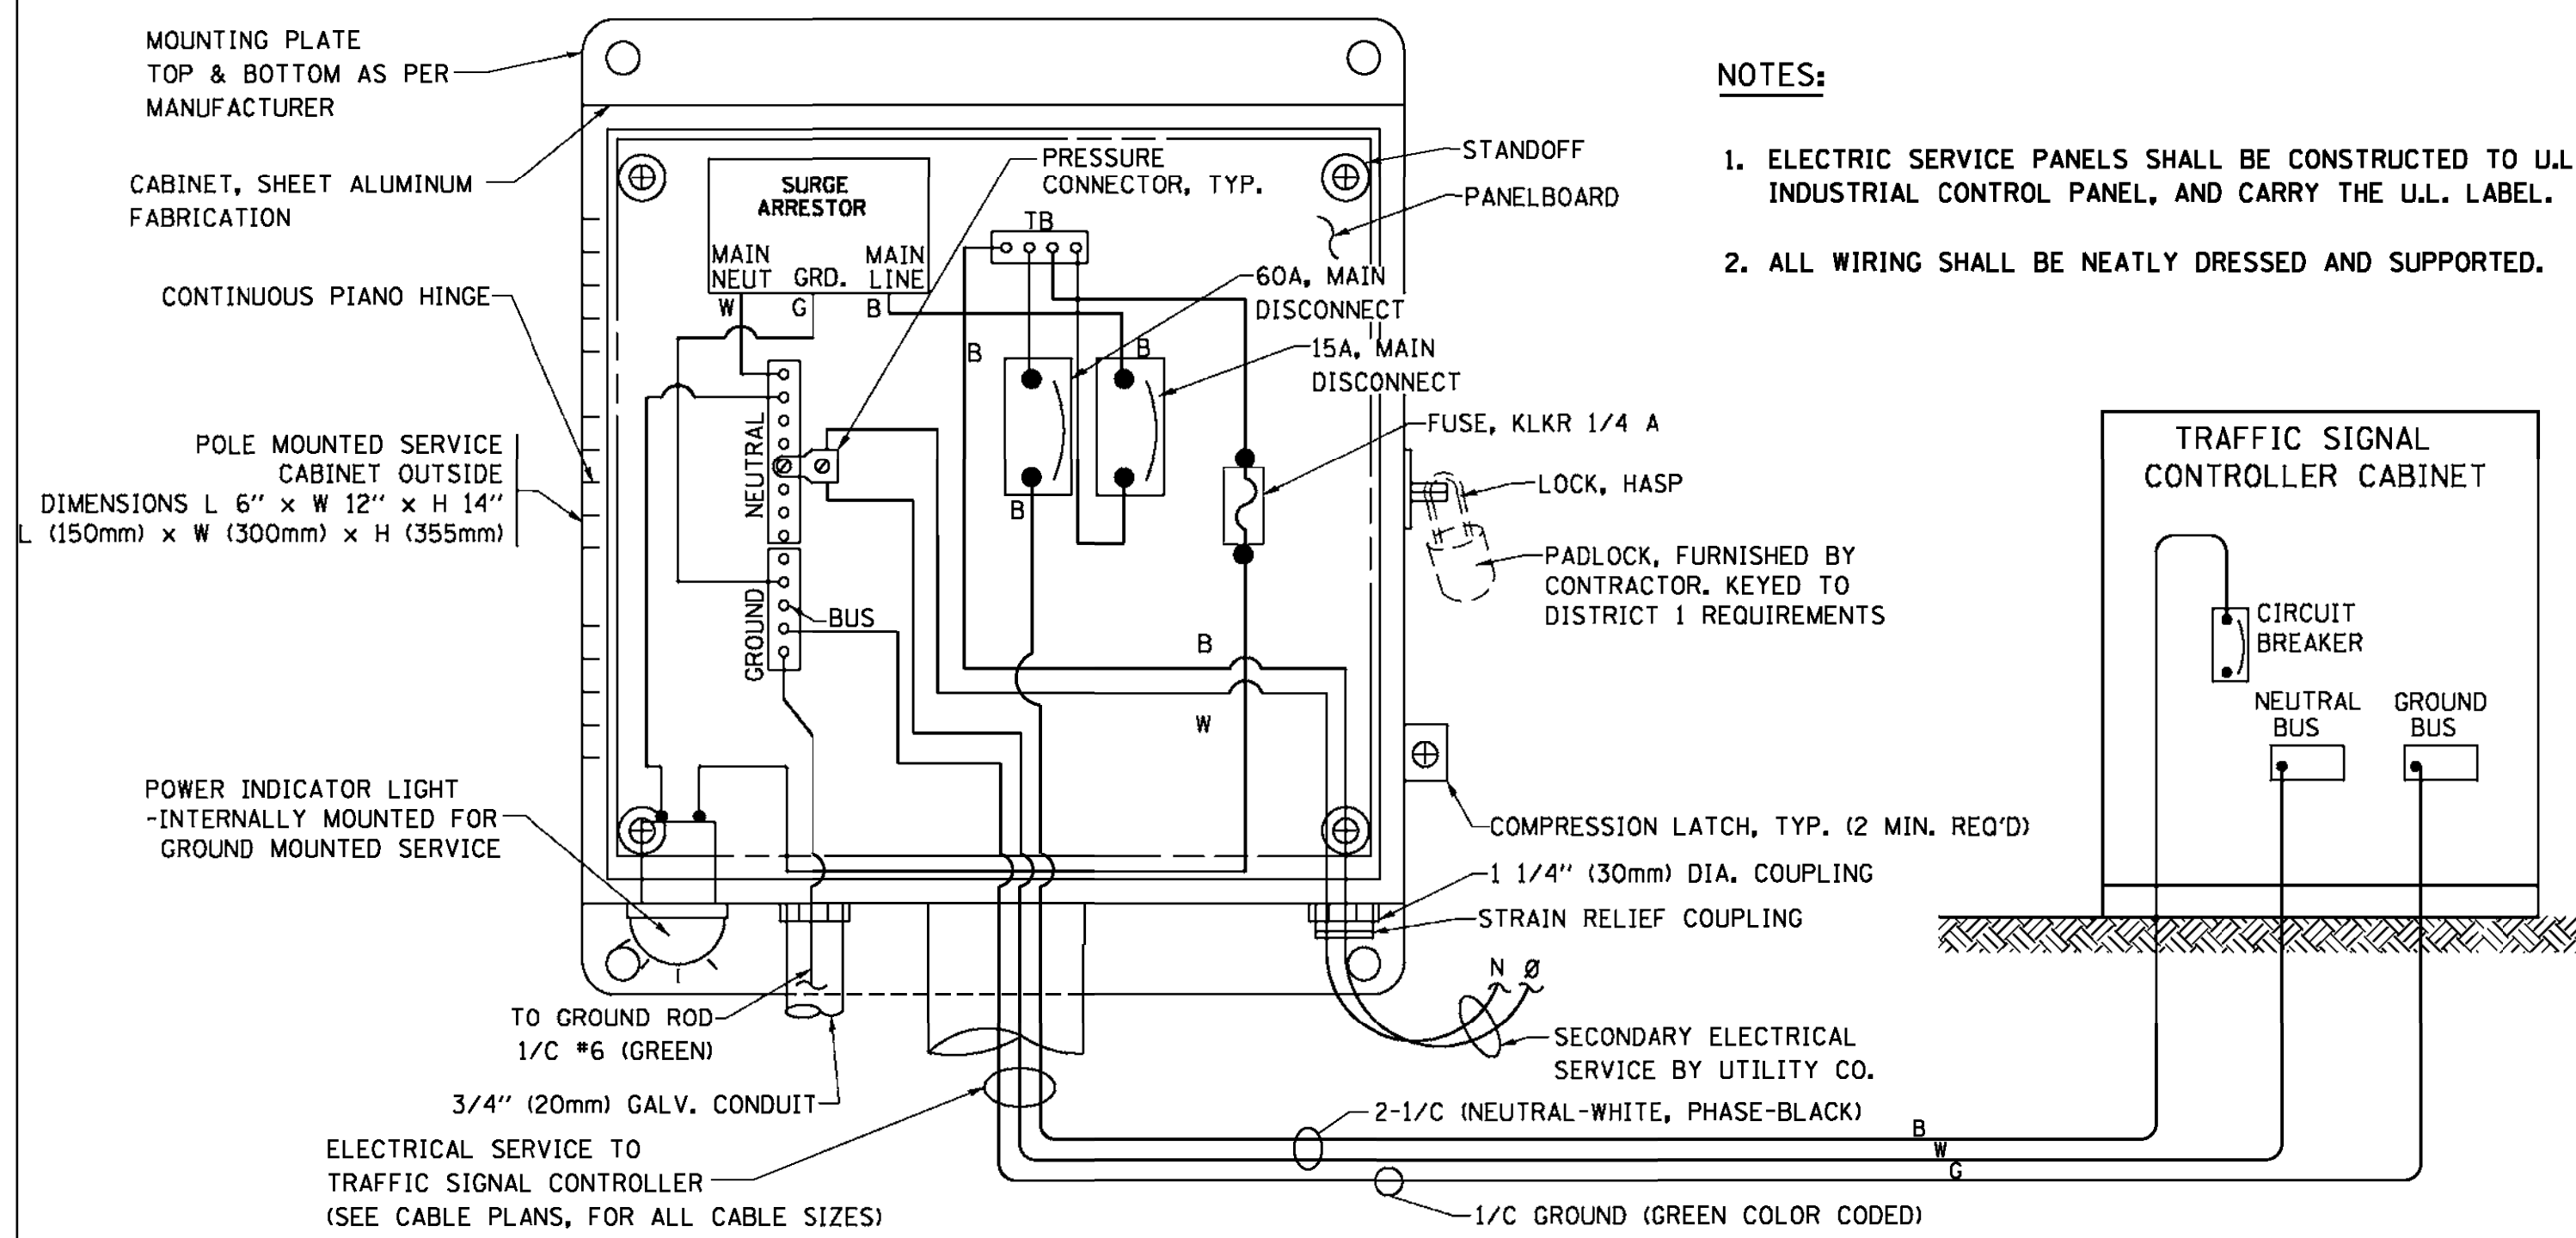 MOUNTING PLATE
TOP & BOTTOM AS PER
MANUFACTURER
CABINET, SHEET ALUMINUM
FABRICATION
CONTINUOUS PIANO HINGE
POLE MOUNTED SERVICE
CABINET OUTSIDE
DIMENSIONS L 6" x W 12" x H 14"
L (150mm) x W (300mm) x H (355mm)
POWER INDICATOR LIGHT
-INTERNALLY MOUNTED FOR
GROUND MOUNTED SERVICE
TO GROUND ROD
1/C #6 (GREEN)
3/4" (20mm) GALV. CONDUIT
ELECTRICAL SERVICE TO
TRAFFIC SIGNAL CONTROLLER
(SEE CABLE PLANS, FOR ALL CABLE SIZES)
SURGE
ARRESTOR
MAIN
NEUT
GRD.
MAIN
LINE
W
G
B
PRESSURE
CONNECTOR, TYP.
TB
B
B
B
NEUTRAL
GROUND
BUS
B
W
STANDOFF
PANELBOARD
60A, MAIN
DISCONNECT
15A, MAIN
DISCONNECT
FUSE, KLKR 1/4 A
LOCK, HASP
PADLOCK, FURNISHED BY
CONTRACTOR. KEYED TO
DISTRICT 1 REQUIREMENTS
COMPRESSION LATCH, TYP. (2 MIN. REQ'D)
1 1/4" (30mm) DIA. COUPLING
STRAIN RELIEF COUPLING
N Ø
SECONDARY ELECTRICAL
SERVICE BY UTILITY CO.
2-1/C (NEUTRAL-WHITE, PHASE-BLACK)
B
W
G
1/C GROUND (GREEN COLOR CODED)
NOTES:
1. ELECTRIC SERVICE PANELS SHALL BE CONSTRUCTED TO U.L
INDUSTRIAL CONTROL PANEL, AND CARRY THE U.L. LABEL.
2. ALL WIRING SHALL BE NEATLY DRESSED AND SUPPORTED.
TRAFFIC SIGNAL
CONTROLLER CABINET
CIRCUIT
BREAKER
NEUTRAL
BUS
GROUND
BUS